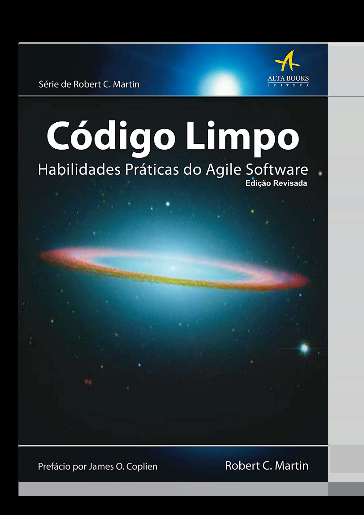 Série de Robert C. Martin
ALTA BOOKS
EDITORA
Código Limpo
Habilidades Práticas do Agile Software
Edição Revisada
Prefácio por James O. Coplien
Robert C. Martin